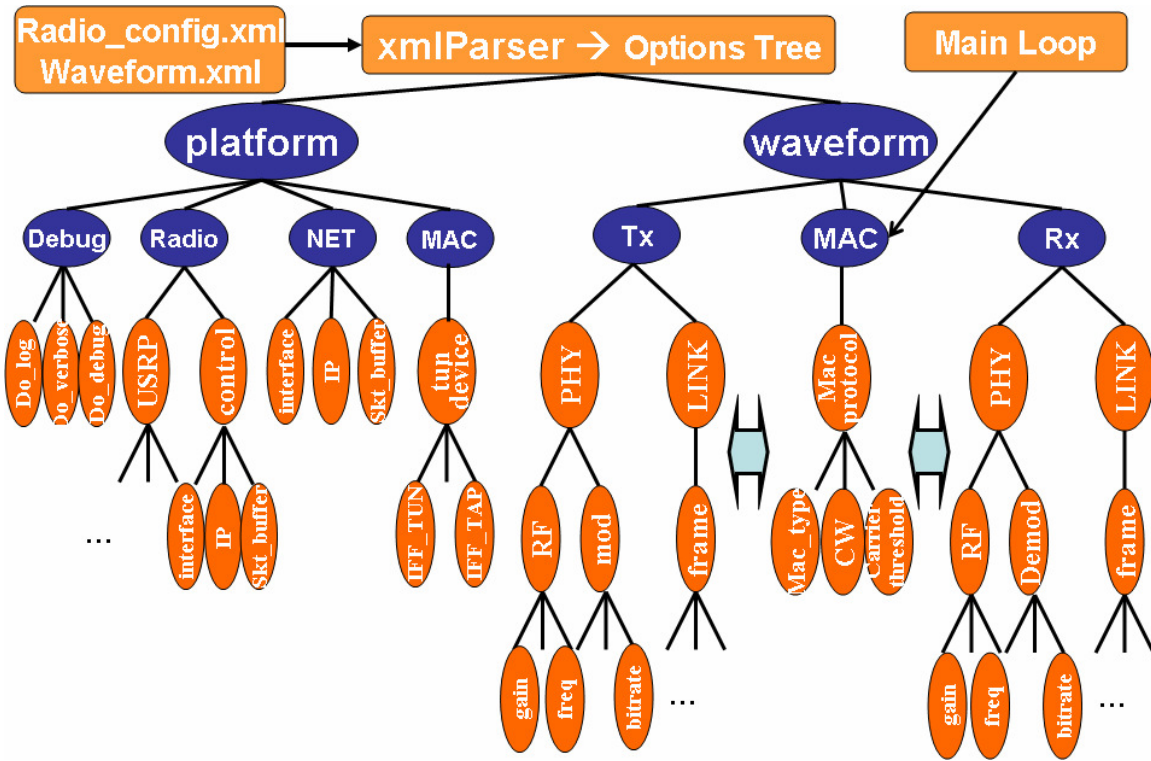 Radio_config.xml
Waveform.xml
xmlParser → Options Tree
Main Loop
platform
waveform
Debug
Radio
NET
MAC
Tx
MAC
Rx
Do_log
Do_verbose
Do_debug
USRP
control
interface
IP
Skt_buffer
tun
device
PHY
LINK
Mac
protocol
PHY
LINK
...
interface
IP
Skt_buffer
IFF_TUN
IFF_TAP
RF
mod
frame
Mac_type
CW
Carrier
threshold
RF
Demod
frame
gain
freq
bitrate
...
gain
freq
bitrate
...